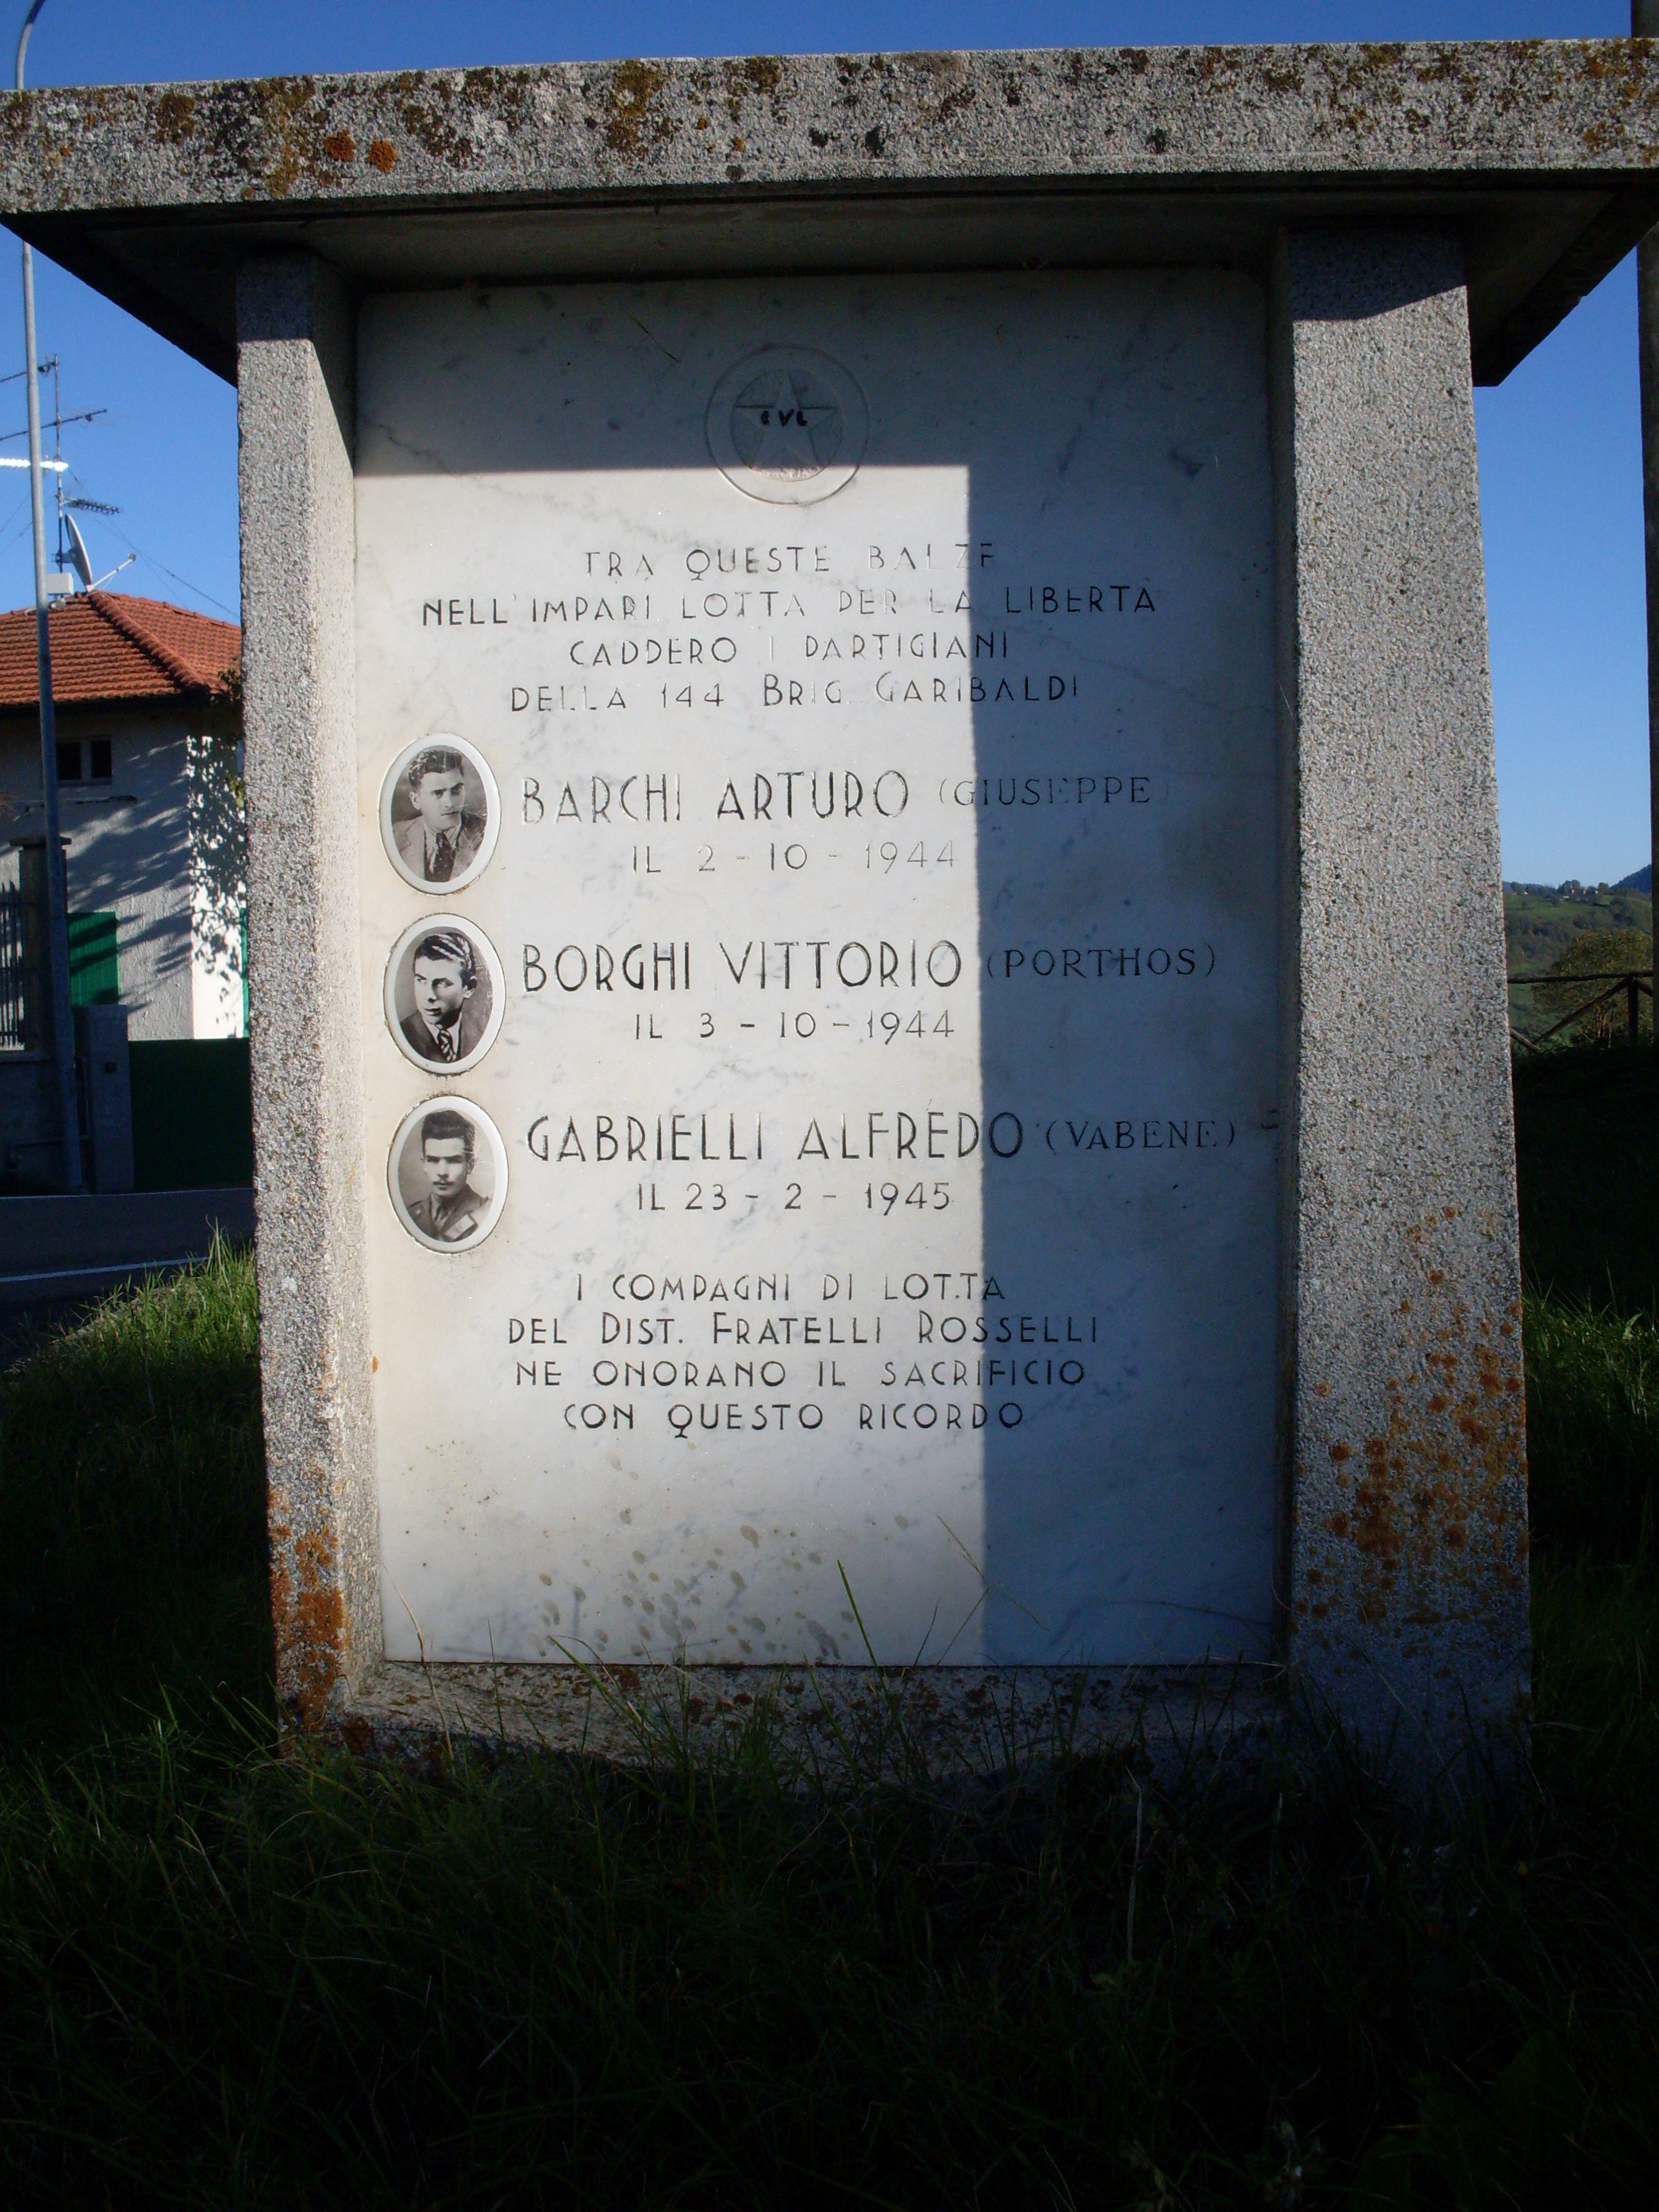 CVL
TRA QUESTE BALZE
NELL'IMPARI LOTTA PER LA LIBERTÀ
CADDERO I PARTIGIANI
DELLA 144 BRIG. GARIBALDI
BARCHI ARTURO (GIUSEPPE)
IL 2-10-1944
BORGHI VITTORIO (PORTHOS)
IL 3-10-1944
GABRIELLI ALFREDO (VABENE)
IL 23-2-1945
I COMPAGNI DI LOTTA
DEL DIST. FRATELLI ROSSELLI
NE ONORANO IL SACRIFICIO
CON QUESTO RICORDO